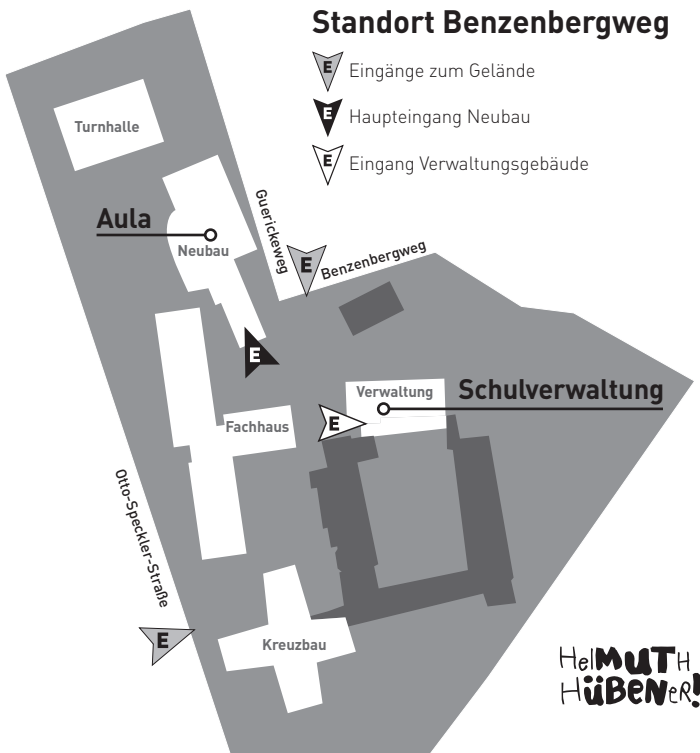 Standort Benzenbergweg
E Eingänge zum Gelände
E Haupteingang Neubau
E Eingang Verwaltungsgebäude
Turnhalle
Aula
Neubau
Guerickeweg
E
Benzenbergweg
E
Verwaltung
Schulverwaltung
E
Fachhaus
Otto-Speckler-Straße
E
Kreuzbau
HelMUTH
HÜBENeR!